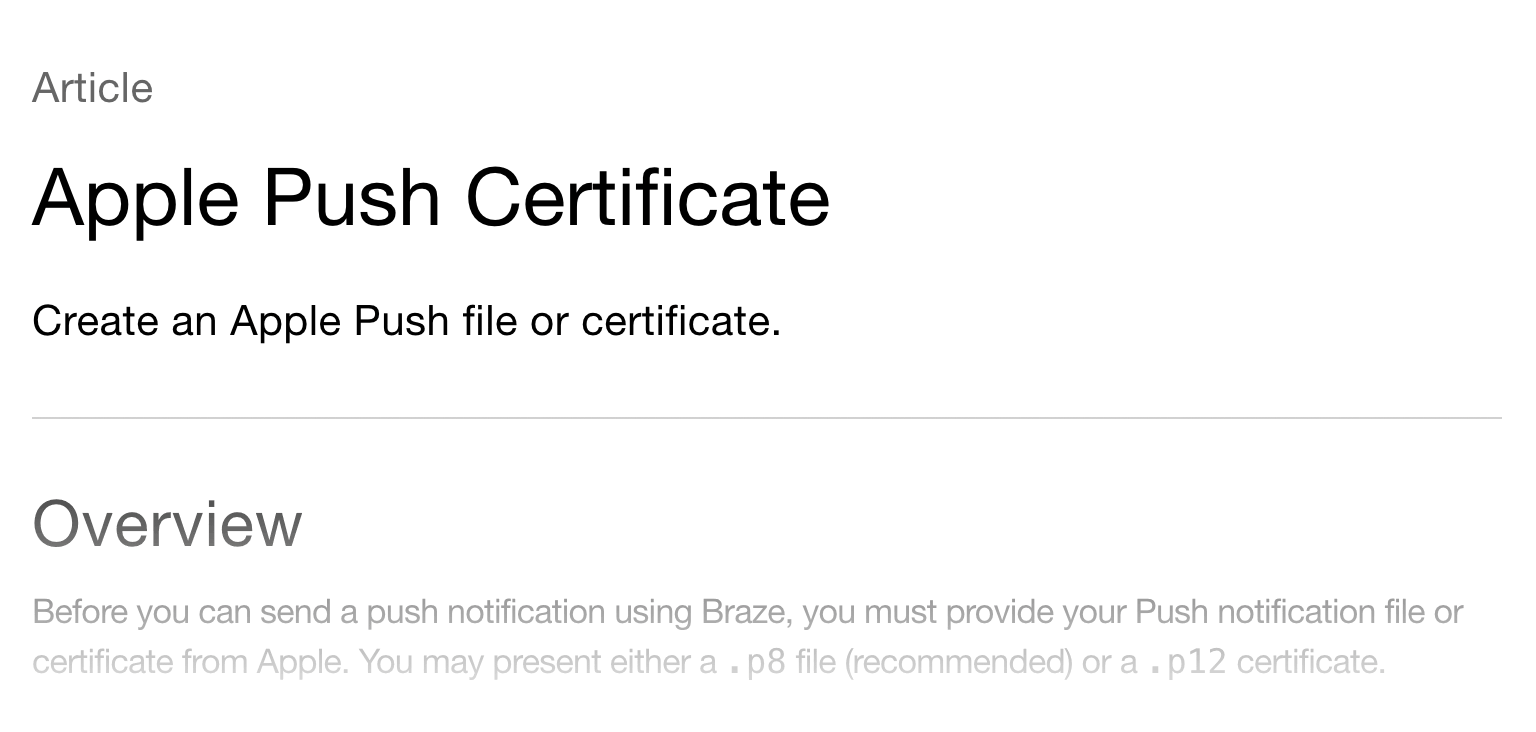 Article
Apple Push Certificate
Create an Apple Push file or certificate.
Overview
Before you can send a push notification using Braze, you must provide your Push notification file or
certificate from Apple. You may present either a .p8 file (recommended) or a .p12 certificate.